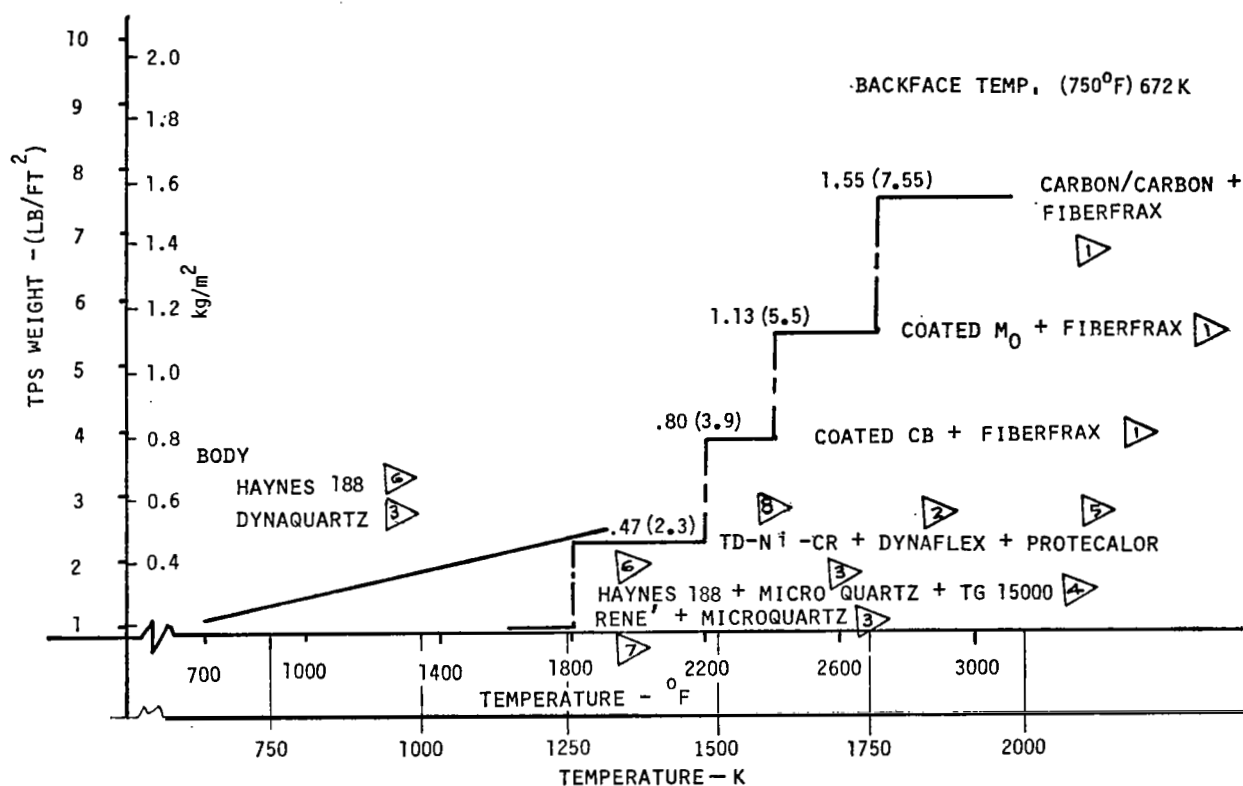 BACKFACE TEMP. (750°F) 672 K
TPS WEIGHT -(LB/FT²)
kg/m²
10
9
8
7
6
5
4
3
2
1
2.0
1.8
1.6
1.4
1.2
1.0
0.8
0.6
0.4
1.55 (7.55)
CARBON/CARBON +
FIBERFRAX
1
1.13 (5.5)
COATED M₀ + FIBERFRAX 1
.80 (3.9)
COATED CB + FIBERFRAX 1
BODY
HAYNES 188 6
DYNAQUARTZ 3
.47 (2.3)
8 2 5
TD-Ni-CR + DYNAFLEX + PROTECALOR
6 3
HAYNES 188 + MICRO QUARTZ + TG 15000 4
RENE' + MICROQUARTZ 3
7
700 1000 1400 1800 2200 2600 3000
TEMPERATURE - °F
750 1000 1250 1500 1750 2000
TEMPERATURE — K